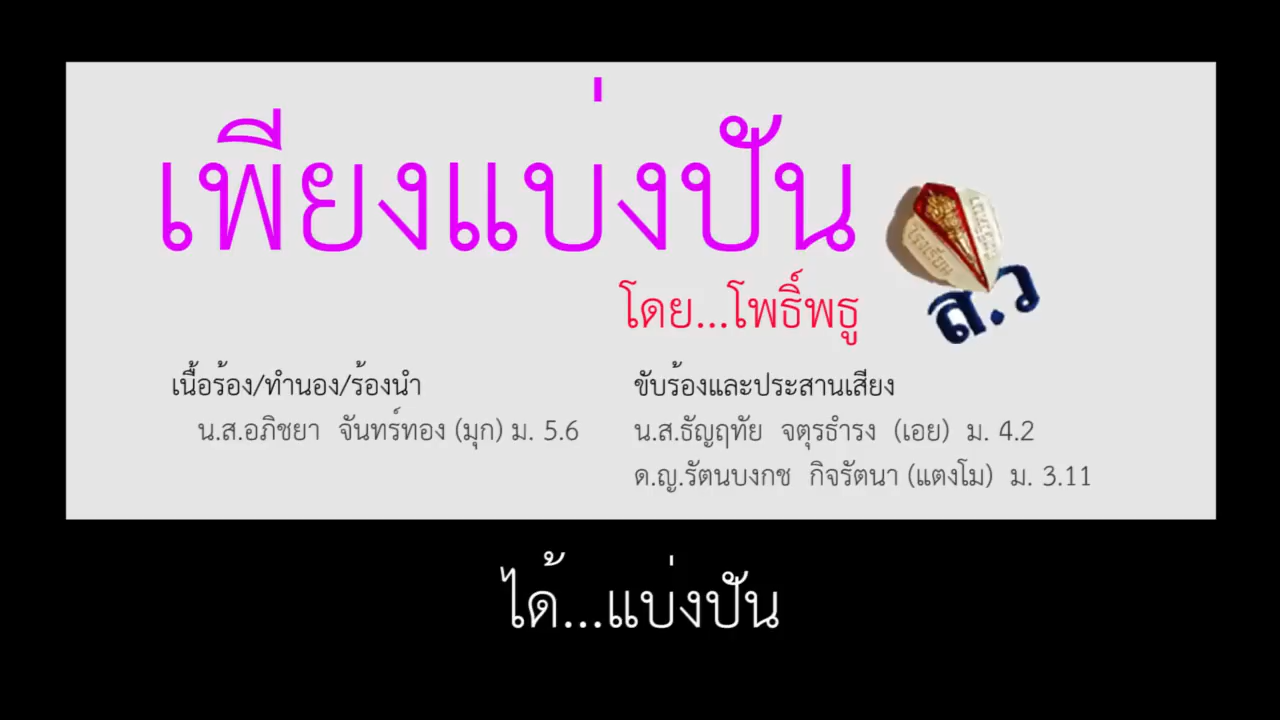 เพียงแบ่งปัน
โดย...โพธิ์พธู
ส.ว
เนื้อร้อง/ทำนอง/ร้องนำ
น.ส.อภิชยา จันทร์ทอง (มุก) ม. 5.6
ขับร้องและประสานเสียง
น.ส.ธัญฤทัย จตุรธำรง (เอย) ม. 4.2
ด.ญ.รัตนบงกช กิจรัตนา (แตงโม) ม. 3.11
ได้...แบ่งปัน